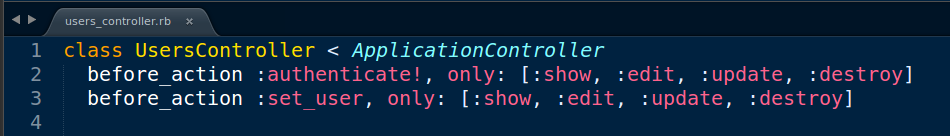 users_controller.rb ×
1 class UsersController < ApplicationController
2 before_action :authenticate!, only: [:show, :edit, :update, :destroy]
3 before_action :set_user, only: [:show, :edit, :update, :destroy]
4